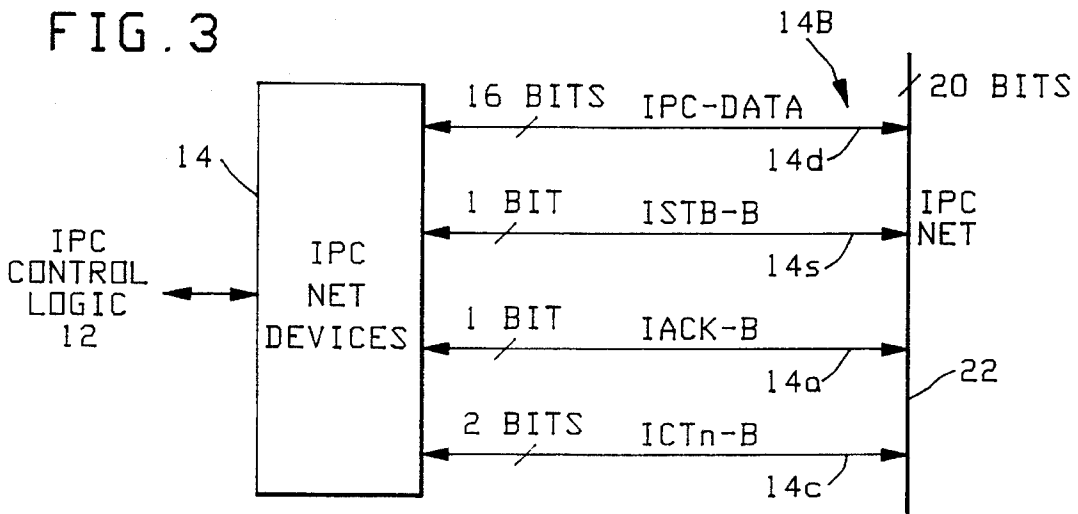 FIG.3
14B
20 BITS
16 BITS
IPC-DATA
14d
14
1 BIT
ISTB-B
14s
IPC
NET
IPC
CONTROL
LOGIC
12
IPC
NET
DEVICES
1 BIT
IACK-B
14a
22
2 BITS
ICTn-B
14c